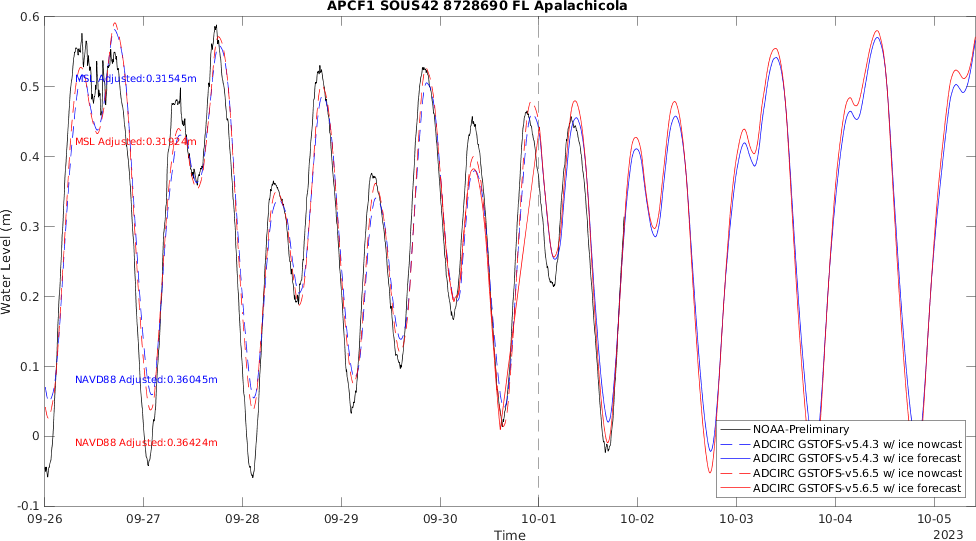 APCF1 SOUS42 8728690 FL Apalachicola
0.6
0.5
0.4
0.3
0.2
0.1
0
-0.1
Water Level (m)
MSL Adjusted:0.31545m
MSL Adjusted:0.31924m
NAVD88 Adjusted:0.36045m
NAVD88 Adjusted:0.36424m
NOAA-Preliminary
ADCIRC GSTOFS-v5.4.3 w/ ice nowcast
ADCIRC GSTOFS-v5.4.3 w/ ice forecast
ADCIRC GSTOFS-v5.6.5 w/ ice nowcast
ADCIRC GSTOFS-v5.6.5 w/ ice forecast
09-26 09-27 09-28 09-29 09-30 10-01 10-02 10-03 10-04 10-05
Time
2023